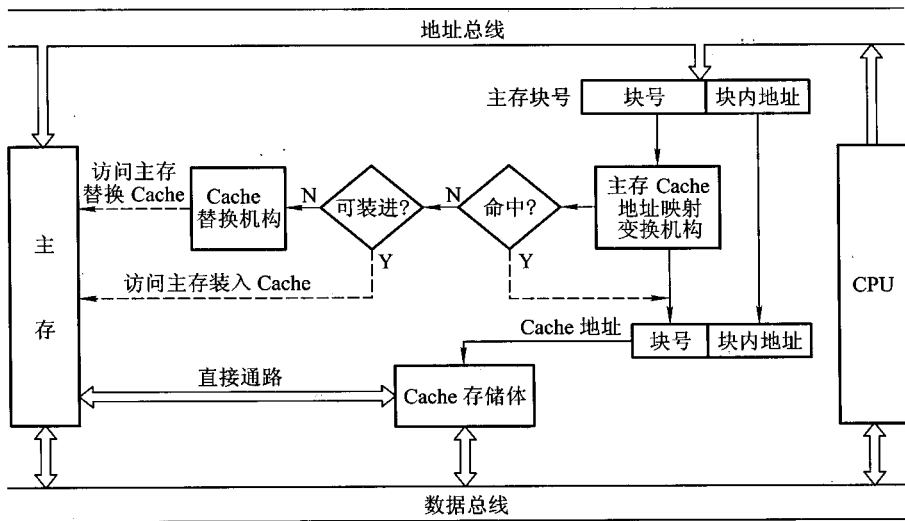 地址总线
主存块号
块号
块内地址
访问主存
替换 Cache
Cache
替换机构
N
可装进?
N
命中?
主存 Cache
地址映射
变换机构
主
存
Y
Y
访问主存装入 Cache
CPU
Cache 地址
块号
块内地址
直接通路
Cache 存储体
数据总线